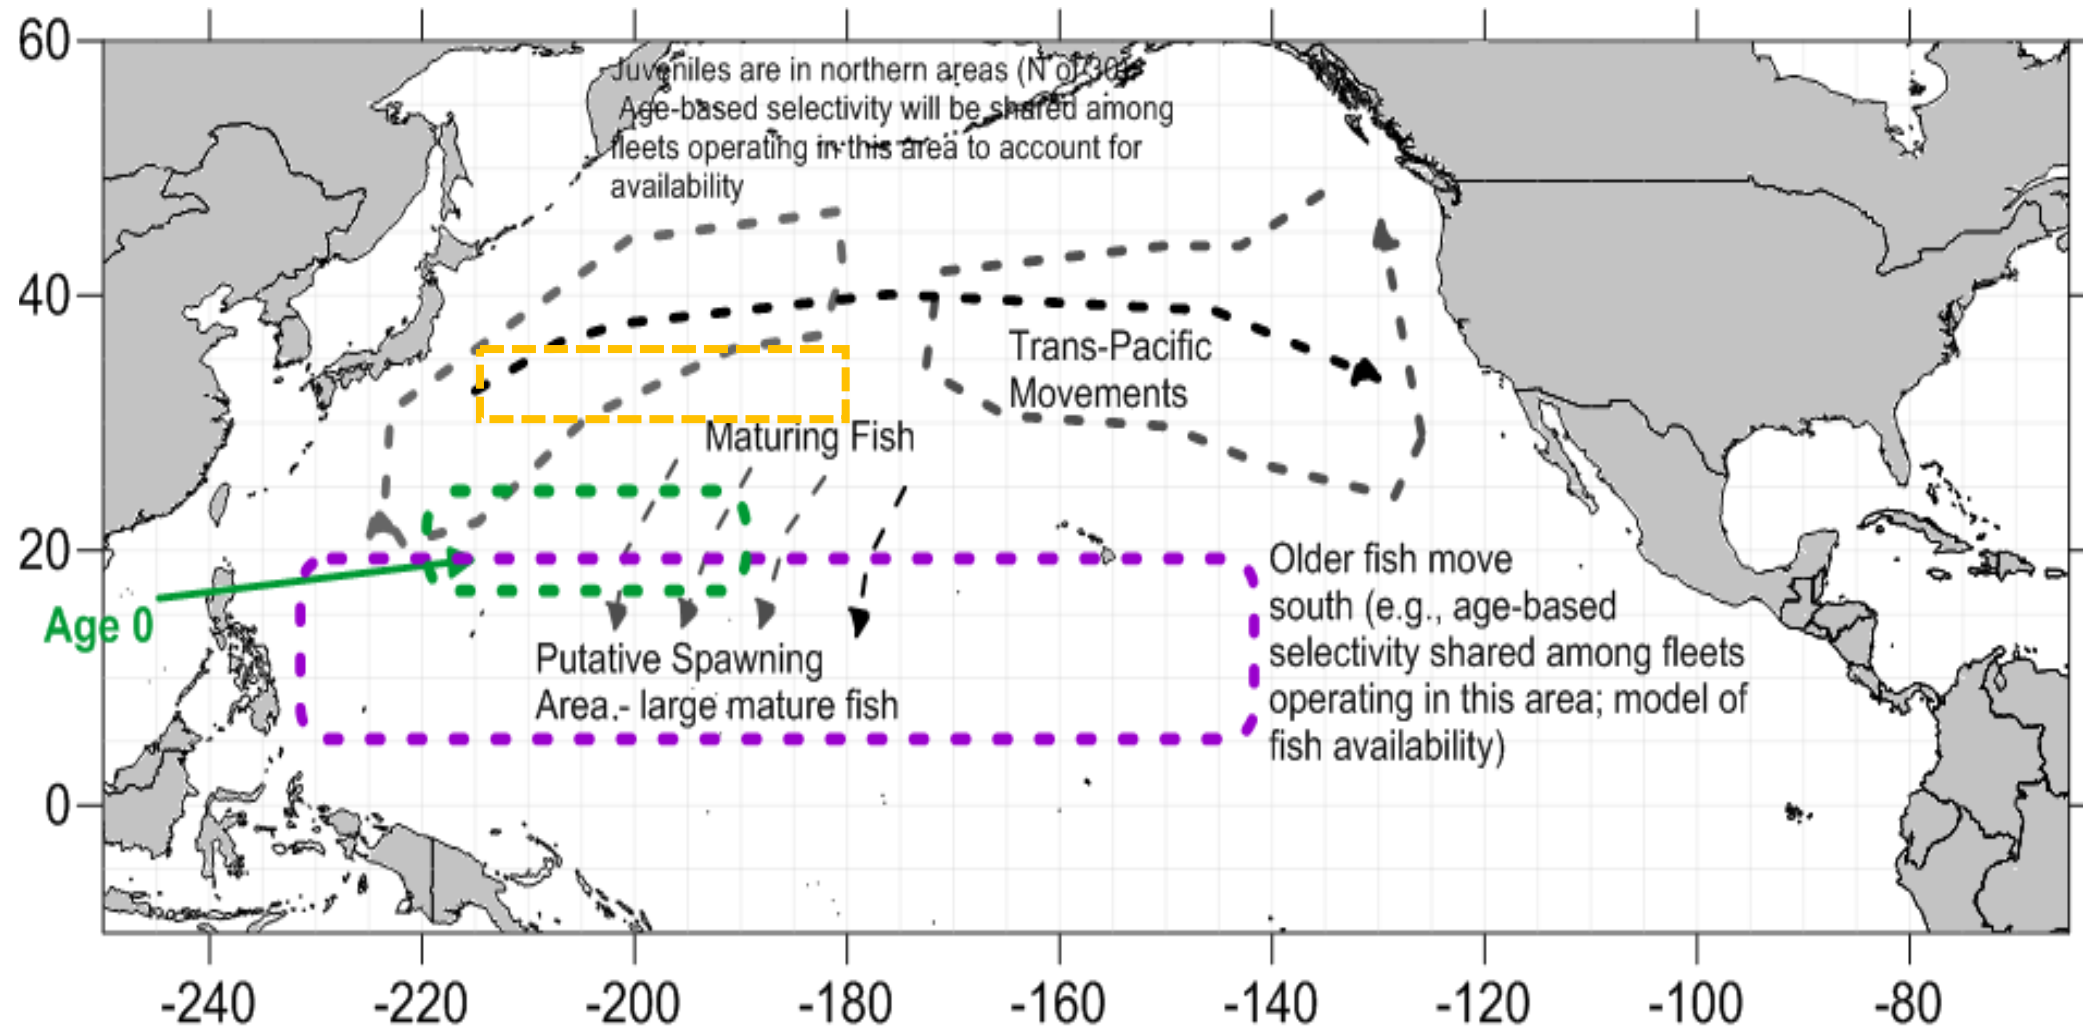 60
40
20
0
Juveniles are in northern areas (N of 30).
Age-based selectivity will be shared among
fleets operating in this area to account for
availability
Trans-Pacific
Movements
Maturing Fish
Age 0
Putative Spawning
Area.- large mature fish
Older fish move
south (e.g., age-based
selectivity shared among fleets
operating in this area; model of
fish availability)
-240 -220 -200 -180 -160 -140 -120 -100 -80